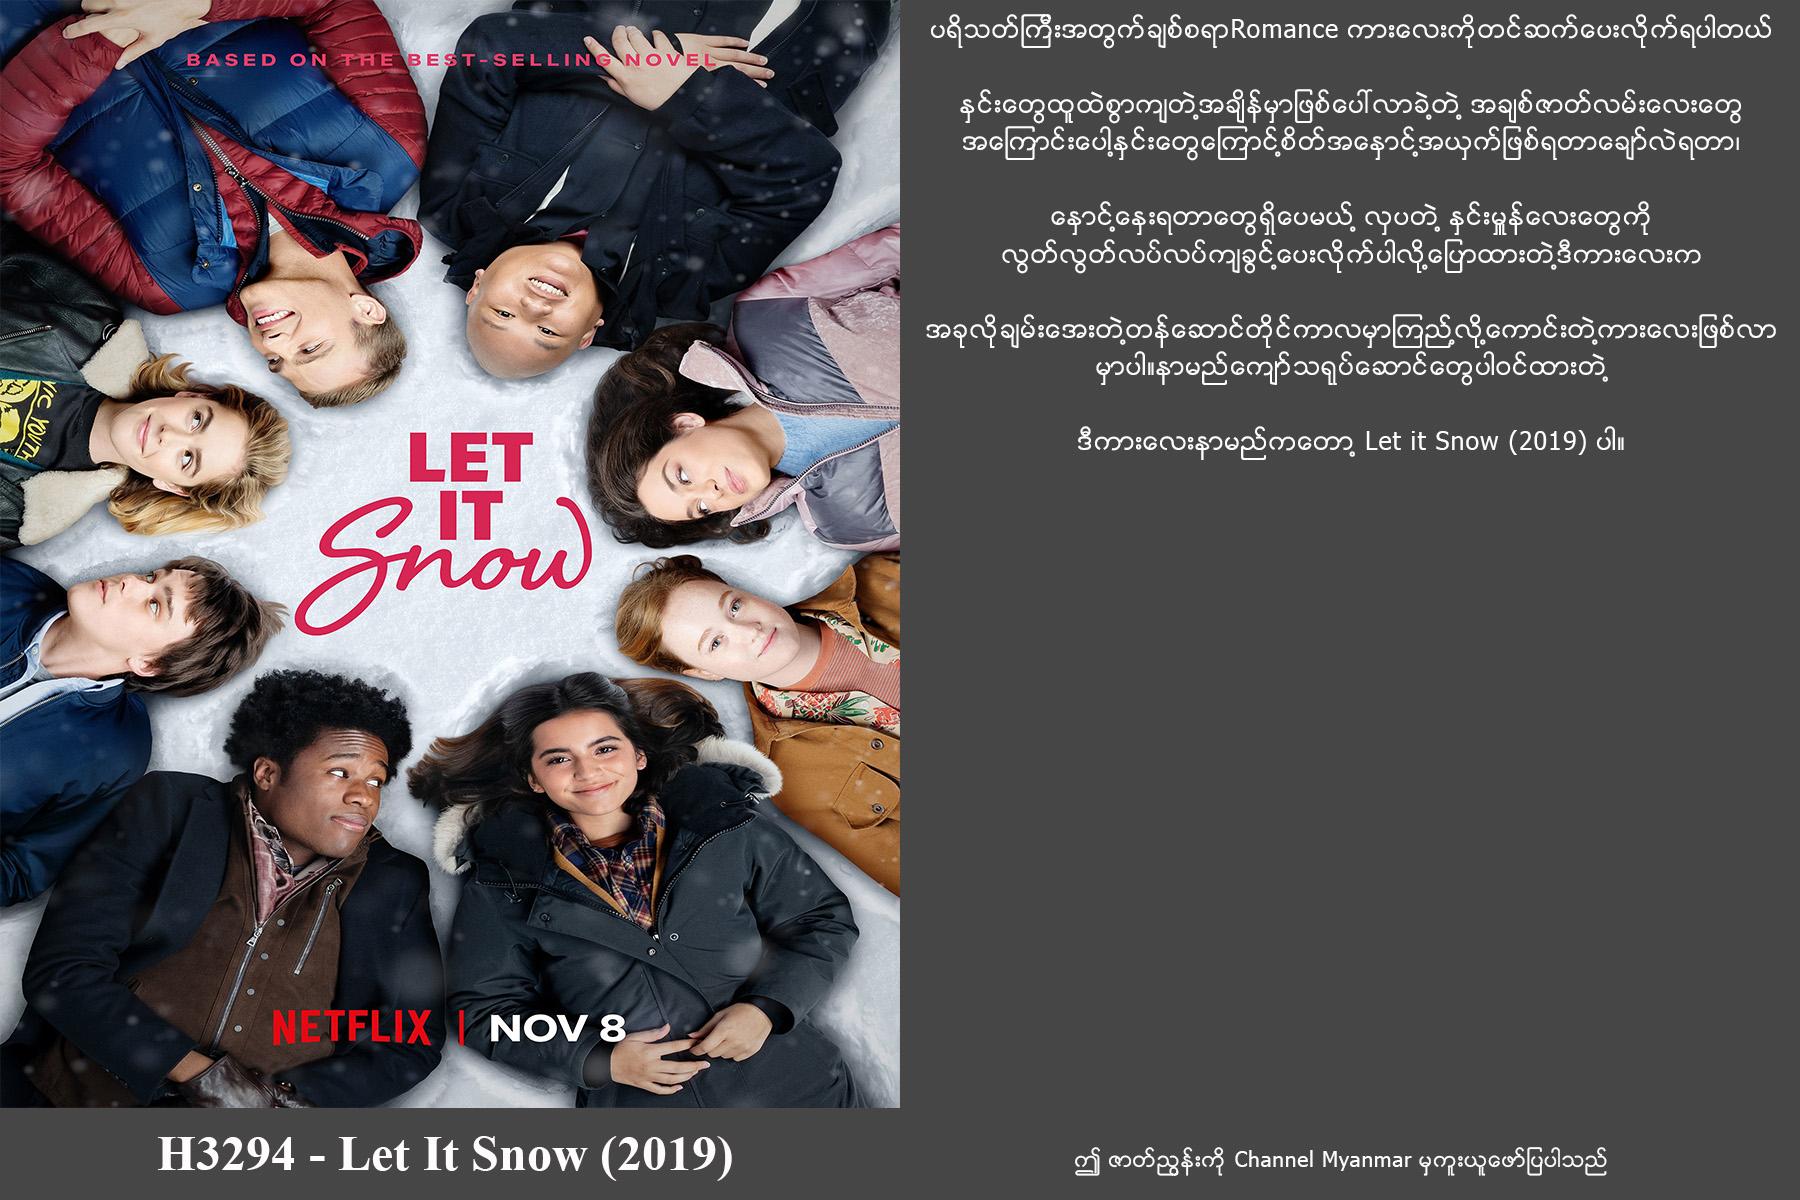 BASED ON THE BEST-SELLING NOVEL
VIC YOUTH
LET
IT
Snow
NETFLIX | NOV 8
H3294 - Let It Snow (2019)
ပရိသတ်ကြီးအတွက်ချစ်စရာRomance ကားလေးကိုတင်ဆက်ပေးလိုက်ရပါတယ်
နှင်းတွေထူထဲစွာကျတဲ့အချိန်မှာဖြစ်ပေါ်လာခဲ့တဲ့ အချစ်ဇာတ်လမ်းလေးတွေ
အကြောင်းပေါ့နှင်းတွေကြောင့်စိတ်အနှောင့်အယှက်ဖြစ်ရတာချော်လဲရတာ၊
နှောင့်နှေးရတာတွေရှိပေမယ့် လှပတဲ့ နှင်းမှုန်လေးတွေကို
လွတ်လွတ်လပ်လပ်ကျခွင့်ပေးလိုက်ပါလို့ပြောထားတဲ့ဒီကားလေးက
အခုလိုချမ်းအေးတဲ့တန်ဆောင်တိုင်ကာလမှာကြည့်လို့ကောင်းတဲ့ကားလေးဖြစ်လာ
မှာပါ။နာမည်ကျော်သရုပ်ဆောင်တွေပါဝင်ထားတဲ့
ဒီကားလေးနာမည်ကတော့ Let it Snow (2019) ပါ။
ဤ ဇာတ်ညွှန်းကို Channel Myanmar မှကူးယူဖော်ပြပါသည်